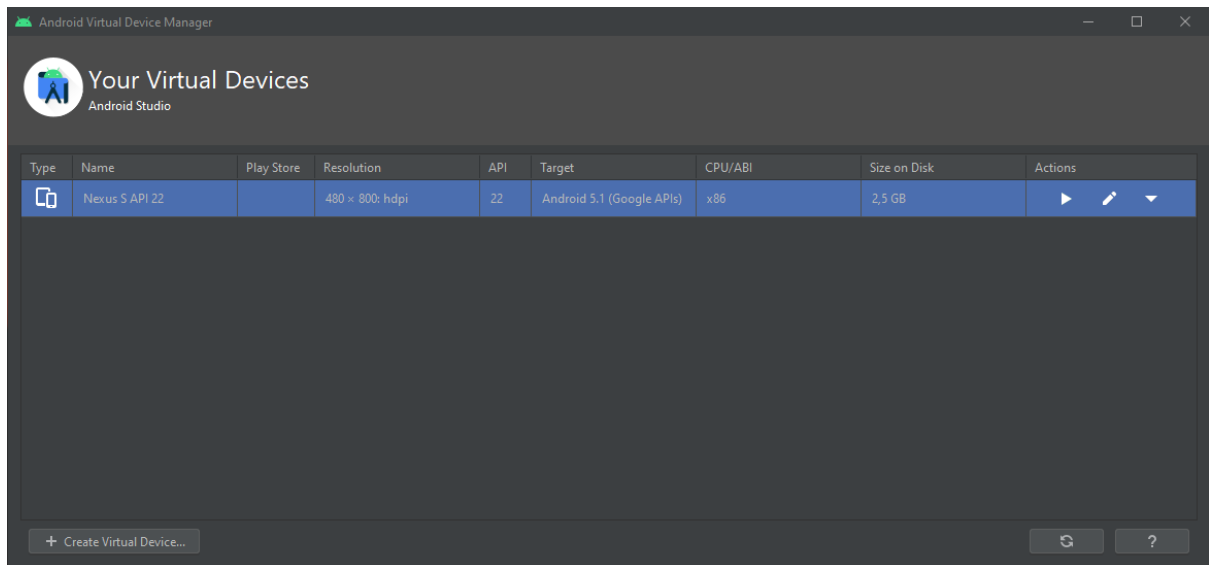 Android Virtual Device Manager
Your Virtual Devices
Android Studio
Type Name Play Store Resolution API Target CPU/ABI Size on Disk Actions
Nexus S API 22 480 × 800: hdpi 22 Android 5.1 (Google APIs) x86 2,5 GB
+ Create Virtual Device... ?